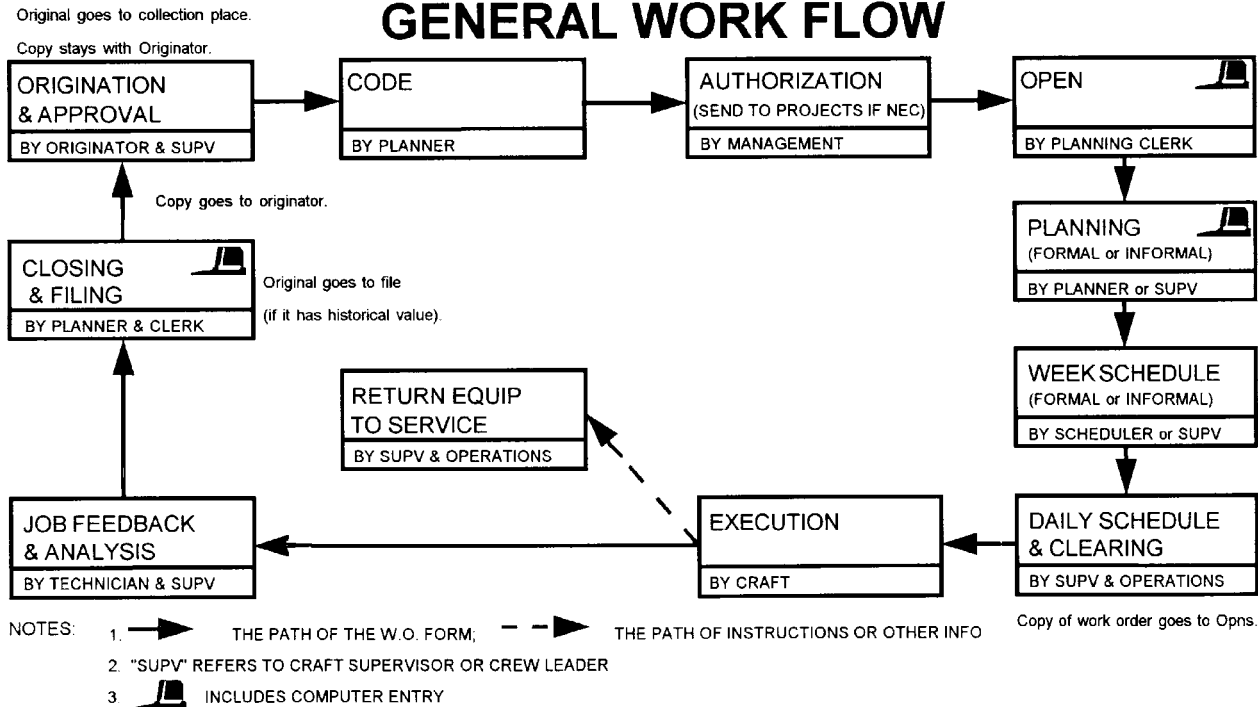 Original goes to collection place.
GENERAL WORK FLOW
Copy stays with Originator.
ORIGINATION
& APPROVAL
BY ORIGINATOR & SUPV
CODE
BY PLANNER
AUTHORIZATION
(SEND TO PROJECTS IF NEC)
BY MANAGEMENT
OPEN
BY PLANNING CLERK
Copy goes to originator.
PLANNING
(FORMAL or INFORMAL)
BY PLANNER or SUPV
CLOSING
& FILING
BY PLANNER & CLERK
Original goes to file
(if it has historical value).
WEEK SCHEDULE
(FORMAL or INFORMAL)
BY SCHEDULER or SUPV
RETURN EQUIP
TO SERVICE
BY SUPV & OPERATIONS
JOB FEEDBACK
& ANALYSIS
BY TECHNICIAN & SUPV
EXECUTION
BY CRAFT
DAILY SCHEDULE
& CLEARING
BY SUPV & OPERATIONS
Copy of work order goes to Opns.
NOTES: 1. THE PATH OF THE W.O. FORM; THE PATH OF INSTRUCTIONS OR OTHER INFO
2. "SUPV" REFERS TO CRAFT SUPERVISOR OR CREW LEADER
3 INCLUDES COMPUTER ENTRY